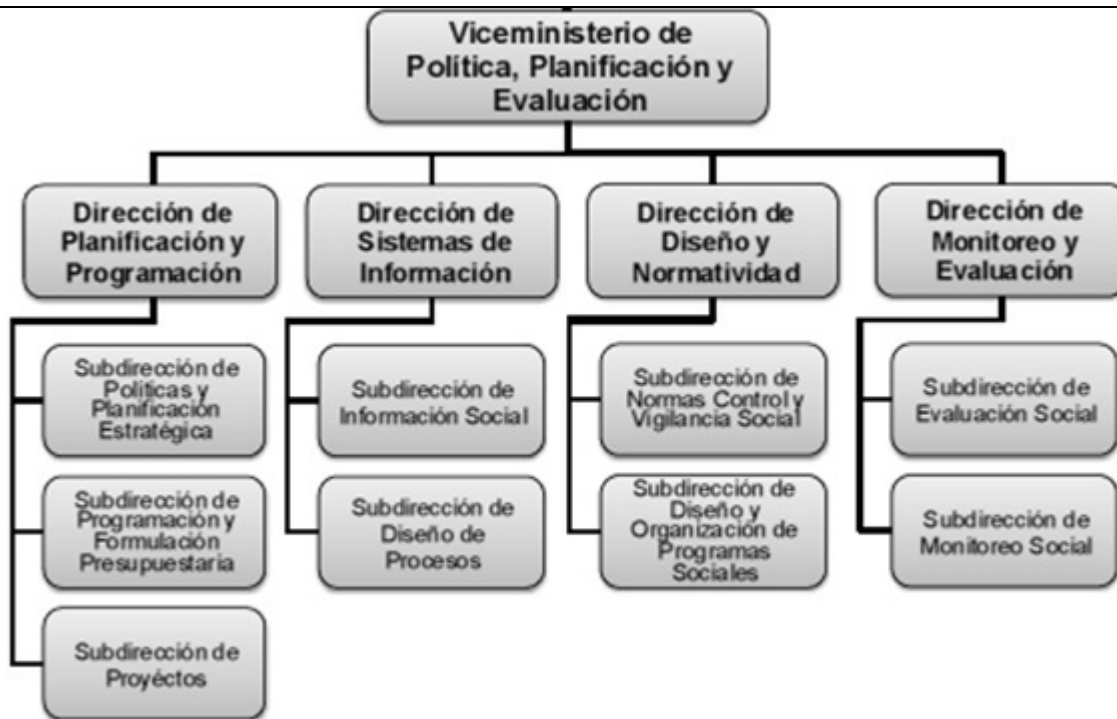 Viceministerio de
Política, Planificación y
Evaluación
Dirección de
Planificación y
Programación
Subdirección de
Políticas y
Planificación
Estratégica
Subdirección de
Programación y
Formulación
Presupuestaria
Subdirección de
Proyéctos
Dirección de
Sistemas de
Información
Subdirección de
Información Social
Subdirección de
Diseño de
Procesos
Dirección de
Diseño y
Normatividad
Subdirección de
Normas Control y
Vigilancia Social
Subdirección de
Diseño y
Organización de
Programas
Sociales
Dirección de
Monitoreo y
Evaluación
Subdirección de
Evaluación Social
Subdirección de
Monitoreo Social